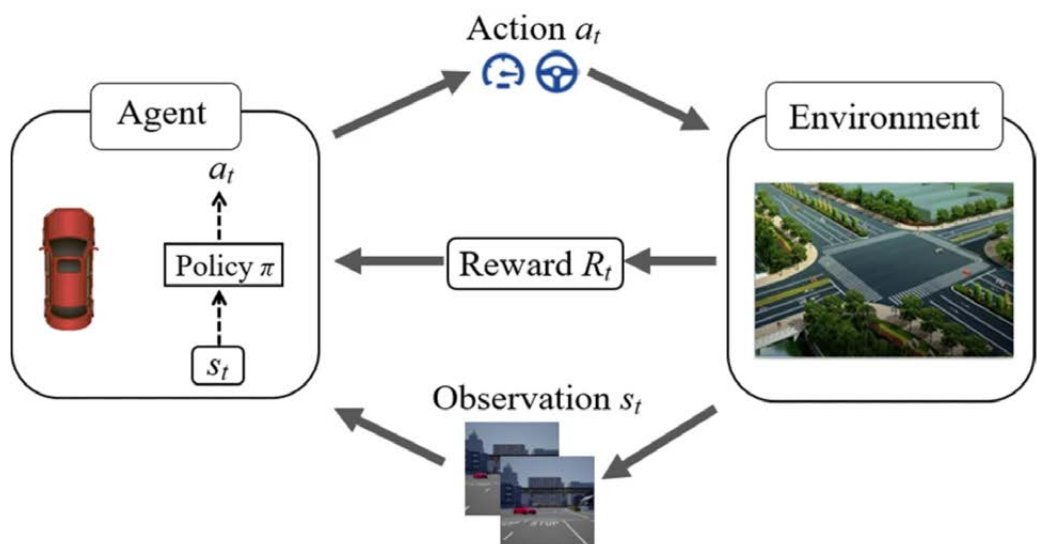 Action a_t
Agent
Environment
a_t
Policy π
Reward R_t
s_t
Observation s_t